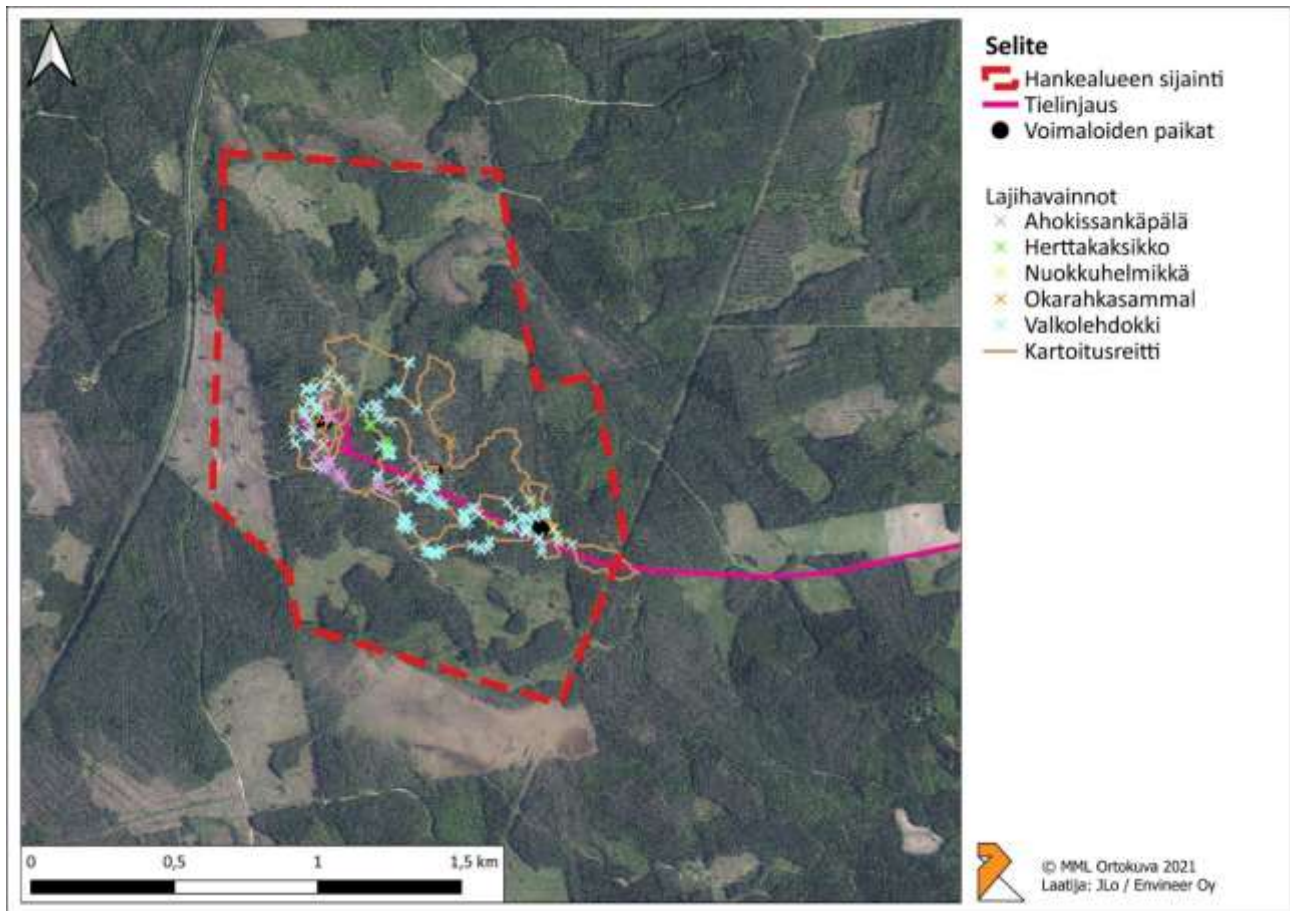 Selite
Hankealueen sijainti
Tielinjaus
Voimaloiden paikat
Lajihavainnot
Ahokissankäpälä
Herttakaksikko
Nuokkuhelmikkä
Okarahkasammal
Valkolehdokki
Kartoitusreitti
0 0,5 1 1,5 km
© MML Ortokuva 2021
Laatija: JLo / Envineer Oy